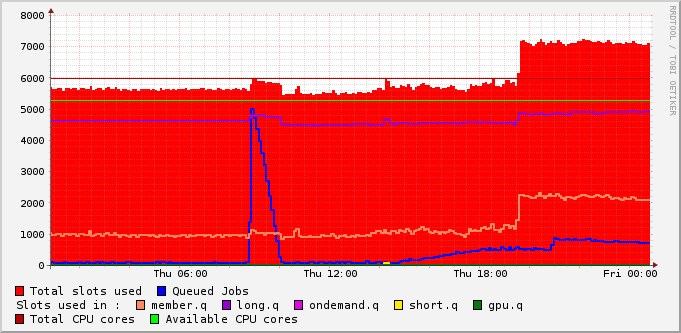 8000
7000
6000
5000
4000
3000
2000
1000
0
Thu 06:00 Thu 12:00 Thu 18:00 Fri 00:00
RRDTOOL / TOBI OETIKER
Total slots used Queued Jobs
Slots used in : member.q long.q ondemand.q short.q gpu.q
Total CPU cores Available CPU cores